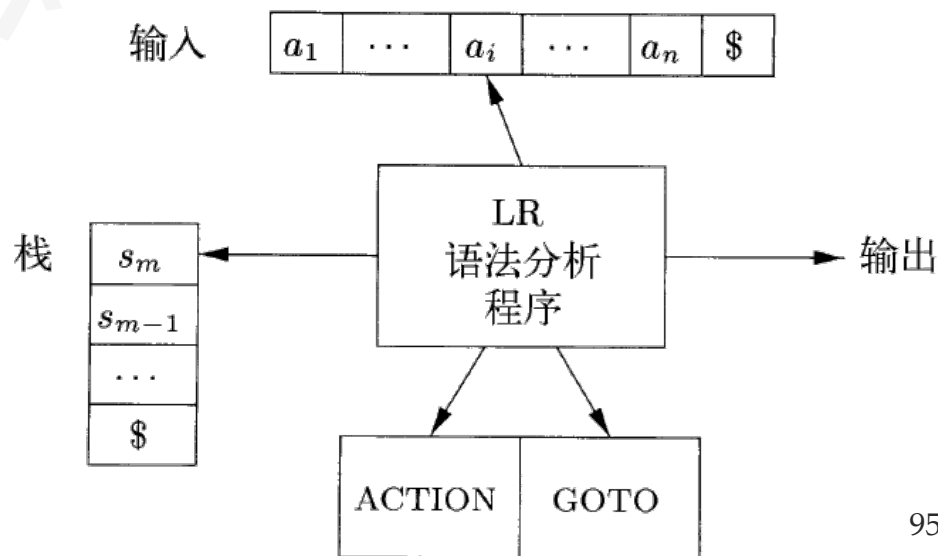 输入 a₁ ··· aᵢ ··· aₙ $
LR
语法分析
程序
栈
sₘ
sₘ₋₁
···
$
输出
ACTION GOTO
95